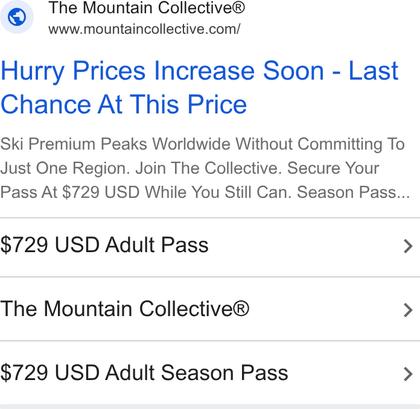 The Mountain Collective®
www.mountaincollective.com/
Hurry Prices Increase Soon - Last
Chance At This Price
Ski Premium Peaks Worldwide Without Committing To
Just One Region. Join The Collective. Secure Your
Pass At $729 USD While You Still Can. Season Pass...
$729 USD Adult Pass
The Mountain Collective®
$729 USD Adult Season Pass